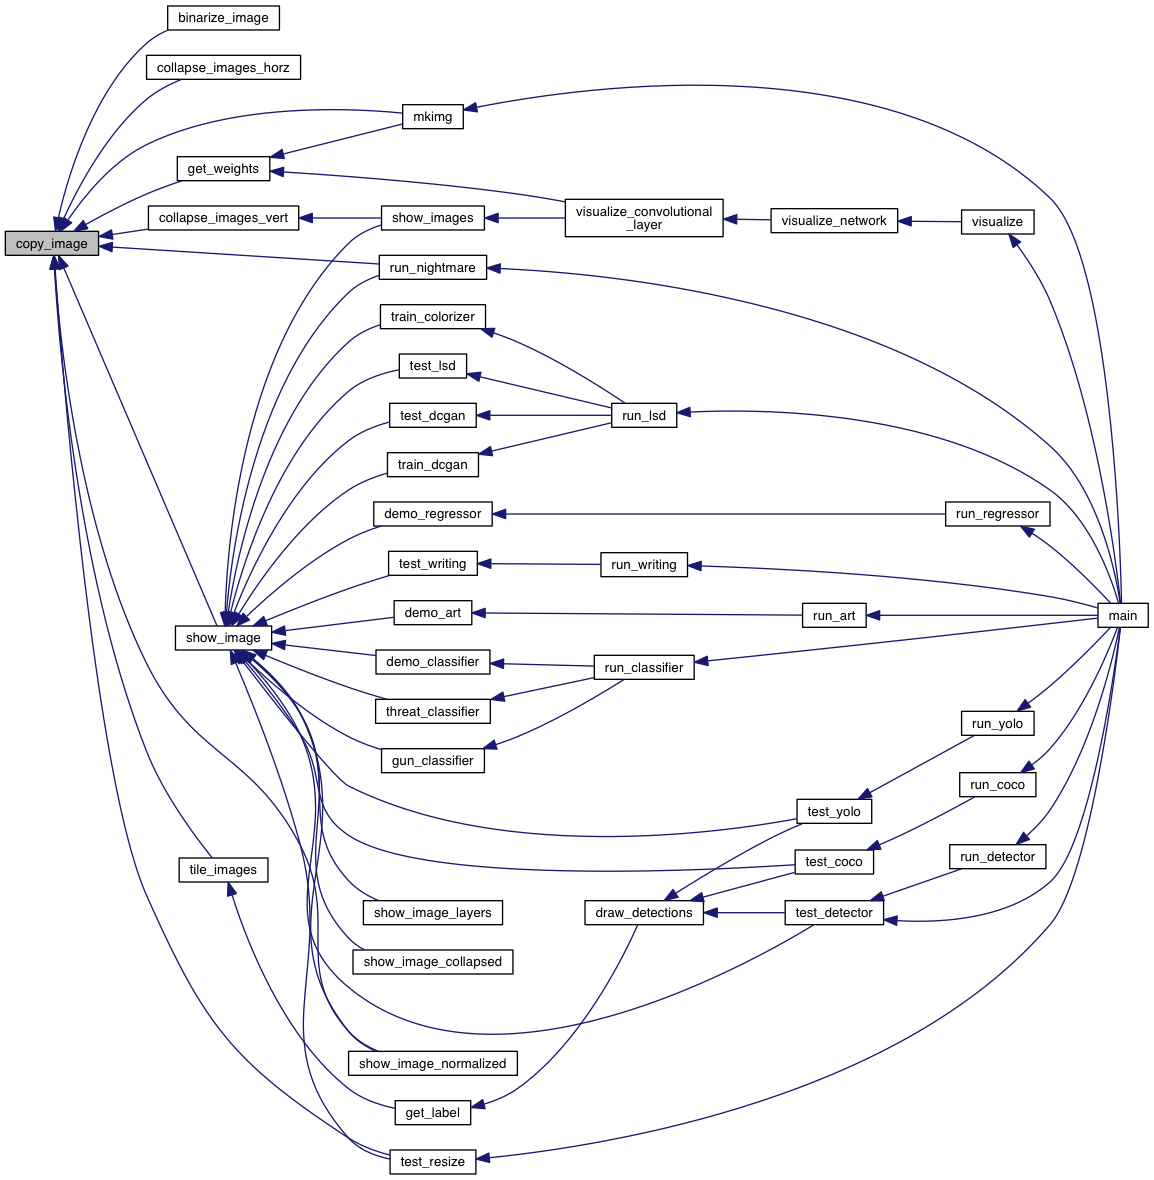 binarize_image
collapse_images_horz
mkimg
get_weights
collapse_images_vert
show_images
visualize_convolutional
_layer
visualize_network
visualize
copy_image
run_nightmare
train_colorizer
test_lsd
test_dcgan
run_lsd
train_dcgan
demo_regressor
run_regressor
test_writing
run_writing
demo_art
run_art
main
show_image
demo_classifier
run_classifier
threat_classifier
run_yolo
gun_classifier
run_coco
test_yolo
run_detector
test_coco
tile_images
show_image_layers
draw_detections
test_detector
show_image_collapsed
show_image_normalized
get_label
test_resize